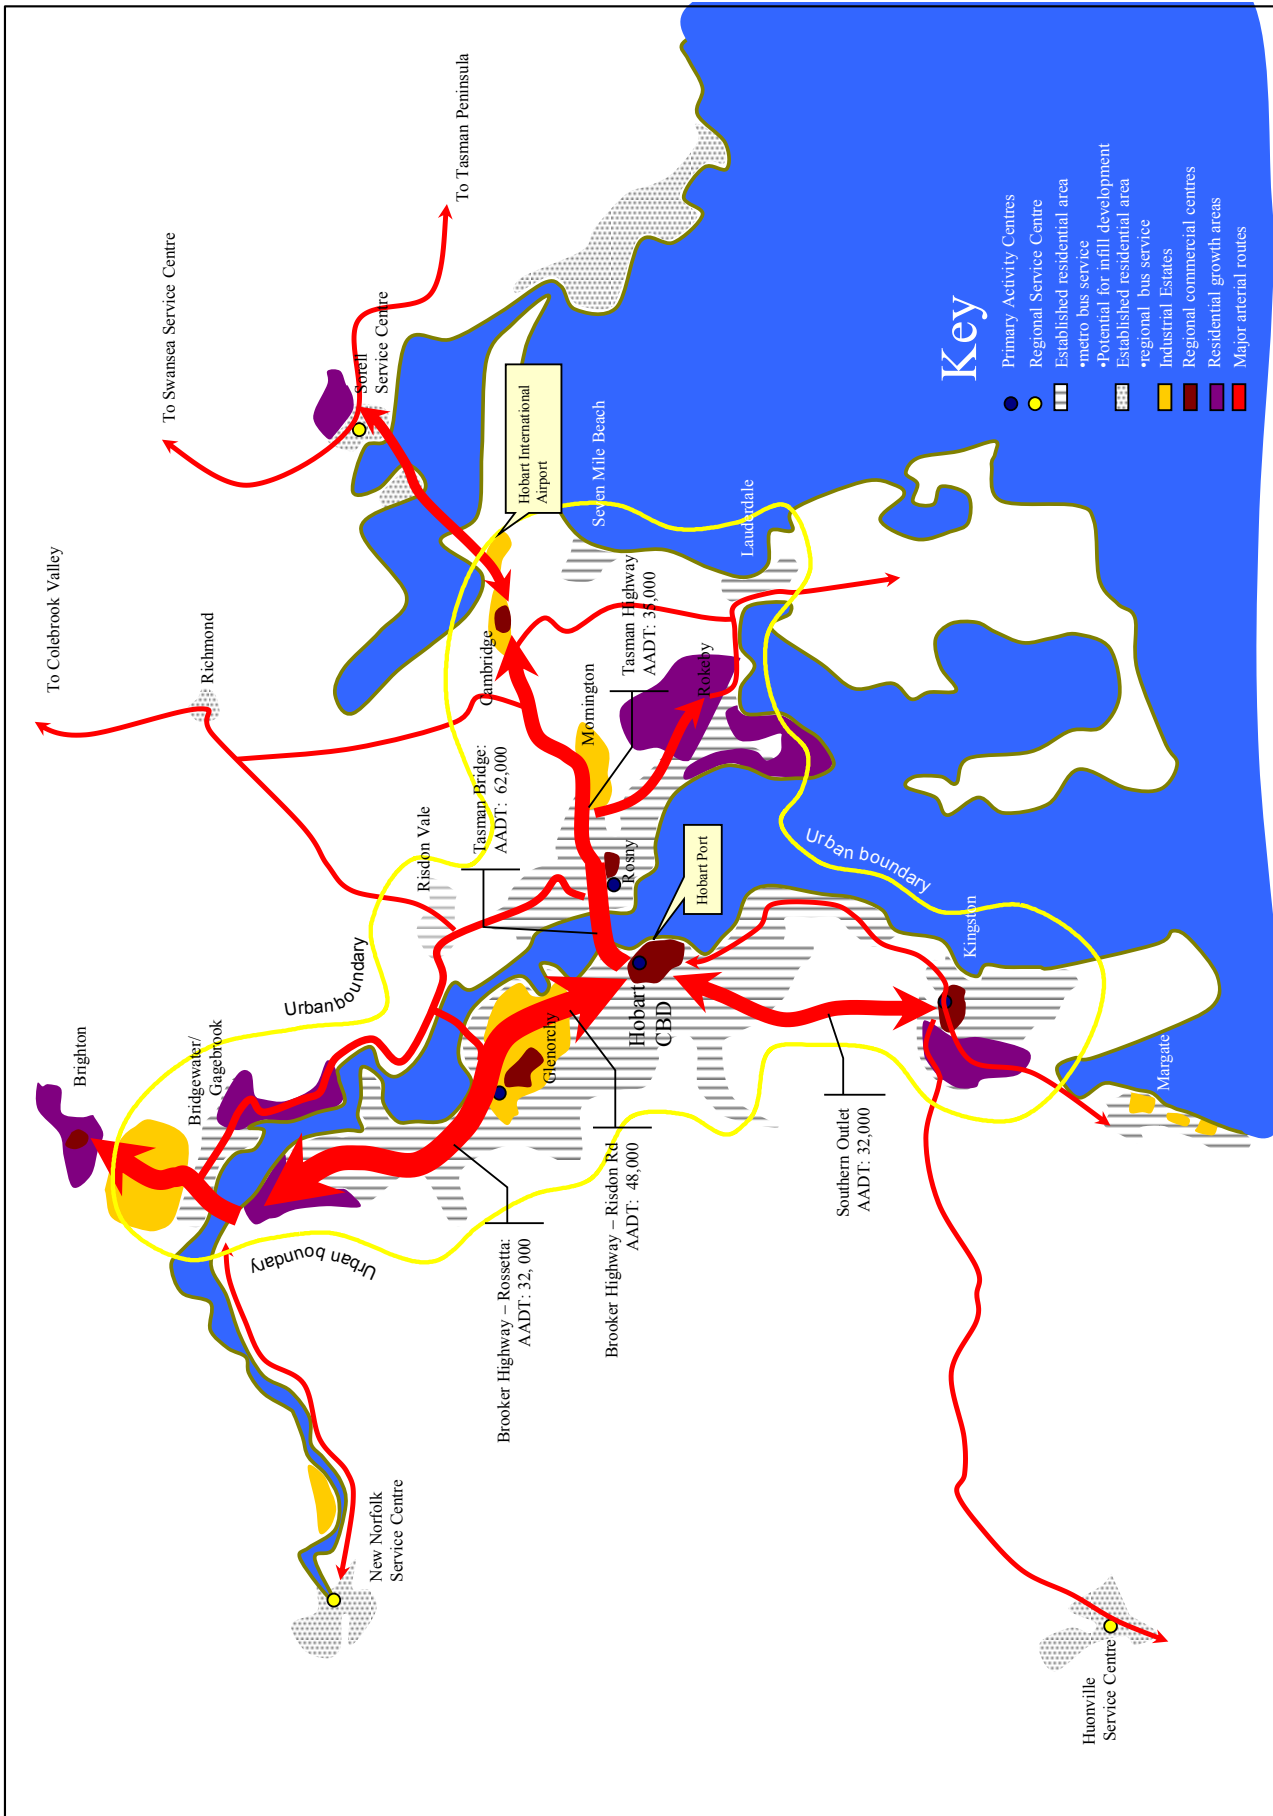 To Colebrook Valley
Richmond
To Swansea Service Centre
To Tasman Peninsula
Sorell
Service Centre
Brighton
Bridgewater/
Gagebrook
Urbanboundary
Risdon Vale
Tasman Bridge:
AADT: 62,000
Cambridge
Hobart International
Airport
Seven Mile Beach
Mornington
Tasman Highway
AADT: 35,000
Rokeby
Lauderdale
Rosny
Hobart Port
Hobart
CBD
Glenorchy
Urban boundary
Urban boundary
Kingston
Margate
New Norfolk
Service Centre
Brooker Highway – Rossetta:
AADT: 32, 000
Brooker Highway – Risdon Rd
AADT: 48,000
Southern Outlet
AADT: 32,000
Huonville
Service Centre
Key
Primary Activity Centres
Regional Service Centre
Established residential area
•metro bus service
•Potential for infill development
Established residential area
•regional bus service
Industrial Estates
Regional commercial centres
Residential growth areas
Major arterial routes